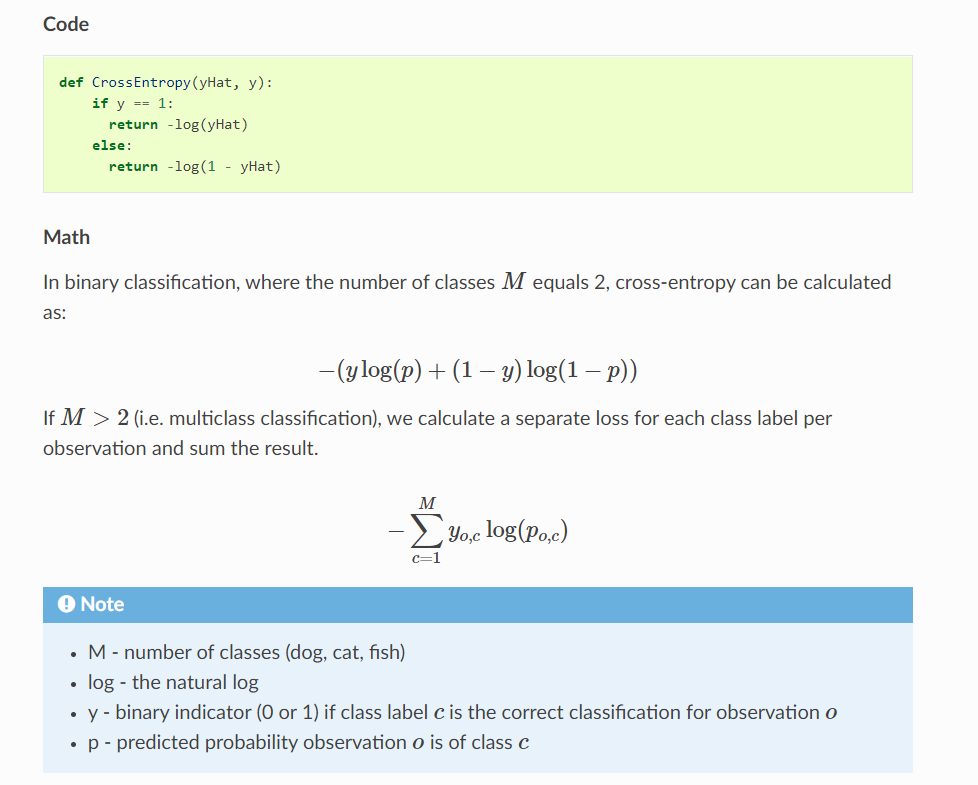 Code
def CrossEntropy(yHat, y):
    if y == 1:
      return -log(yHat)
    else:
      return -log(1 - yHat)
Math
In binary classification, where the number of classes M equals 2, cross-entropy can be calculated
as:
−(y log(p) + (1 − y) log(1 − p))
If M > 2 (i.e. multiclass classification), we calculate a separate loss for each class label per
observation and sum the result.
M
− ∑ y_{o,c} log(p_{o,c})
c=1
! Note
• M - number of classes (dog, cat, fish)
• log - the natural log
• y - binary indicator (0 or 1) if class label c is the correct classification for observation o
• p - predicted probability observation o is of class c